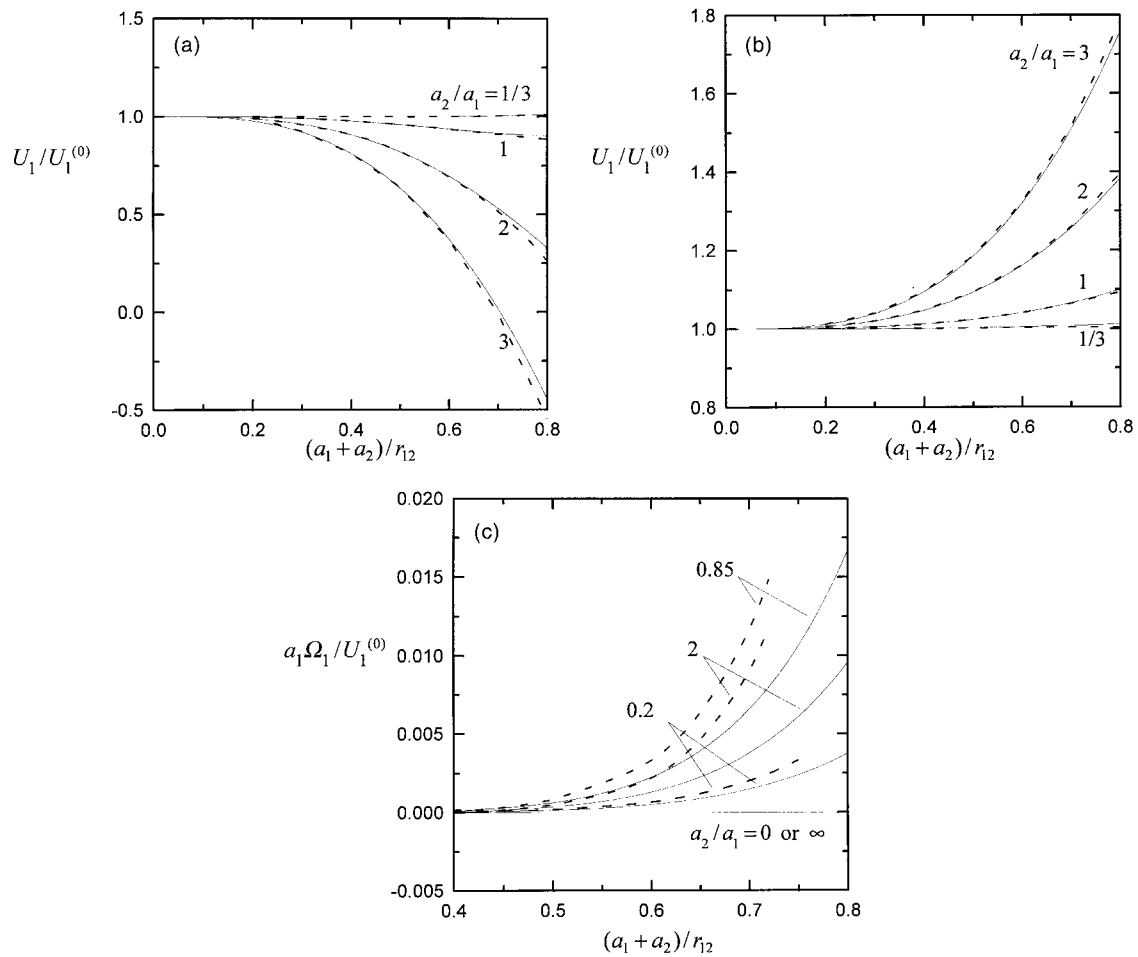 (a)
1.5
1.0
0.5
0.0
-0.5
U₁/U₁⁽⁰⁾
a₂/a₁=1/3
1
2
3
0.0 0.2 0.4 0.6 0.8
(a₁+a₂)/r₁₂
(b)
1.8
1.6
1.4
1.2
1.0
0.8
U₁/U₁⁽⁰⁾
a₂/a₁=3
2
1
1/3
0.0 0.2 0.4 0.6 0.8
(a₁+a₂)/r₁₂
(c)
0.020
0.015
0.010
0.005
0.000
-0.005
a₁Ω₁/U₁⁽⁰⁾
0.85
2
0.2
a₂/a₁=0 or ∞
0.4 0.5 0.6 0.7 0.8
(a₁+a₂)/r₁₂